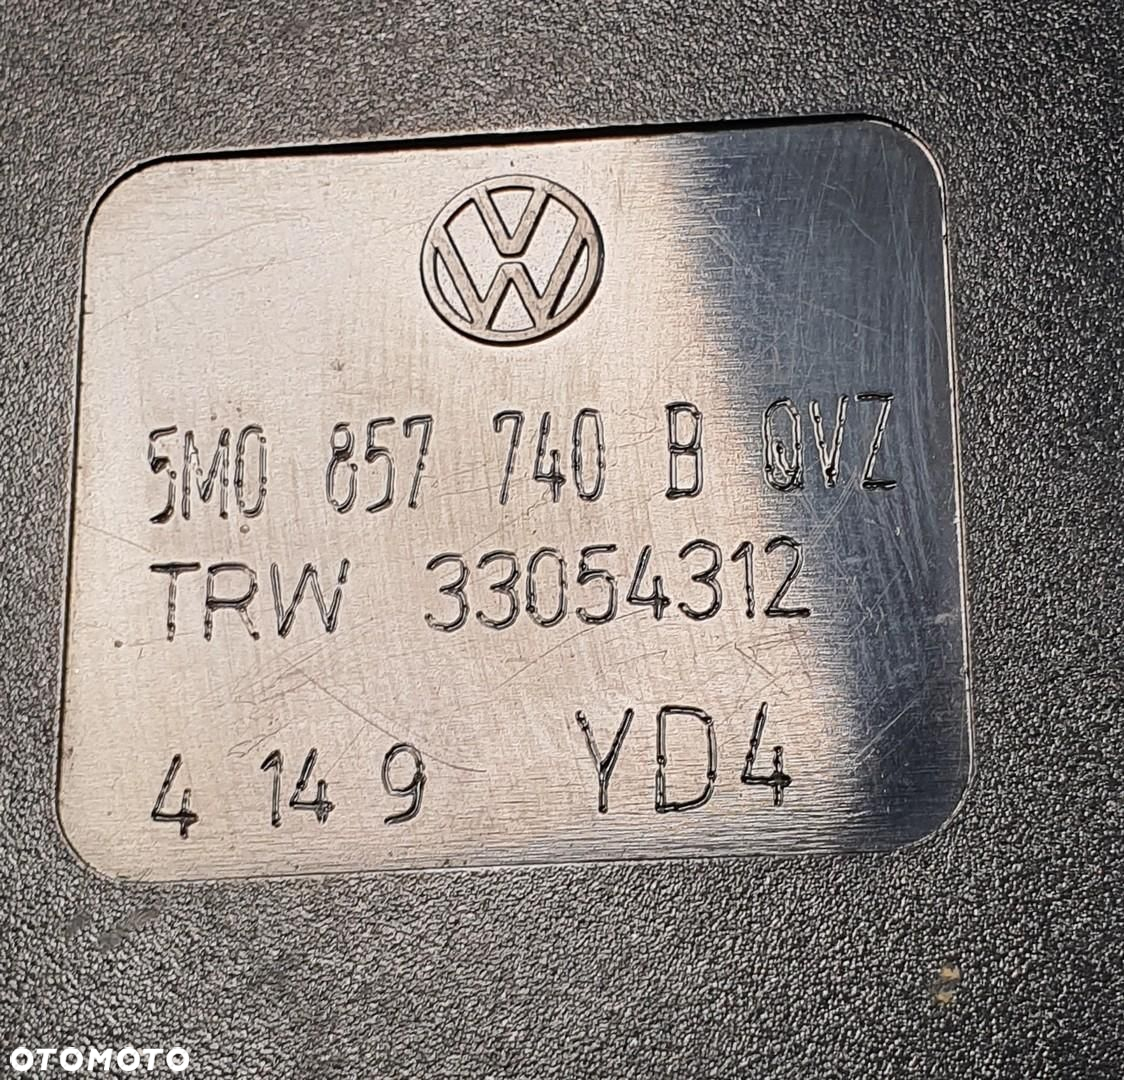 5M0 857 740 B QVZ
TRW 33054312
4 14 9 YD4
OTOMOTO